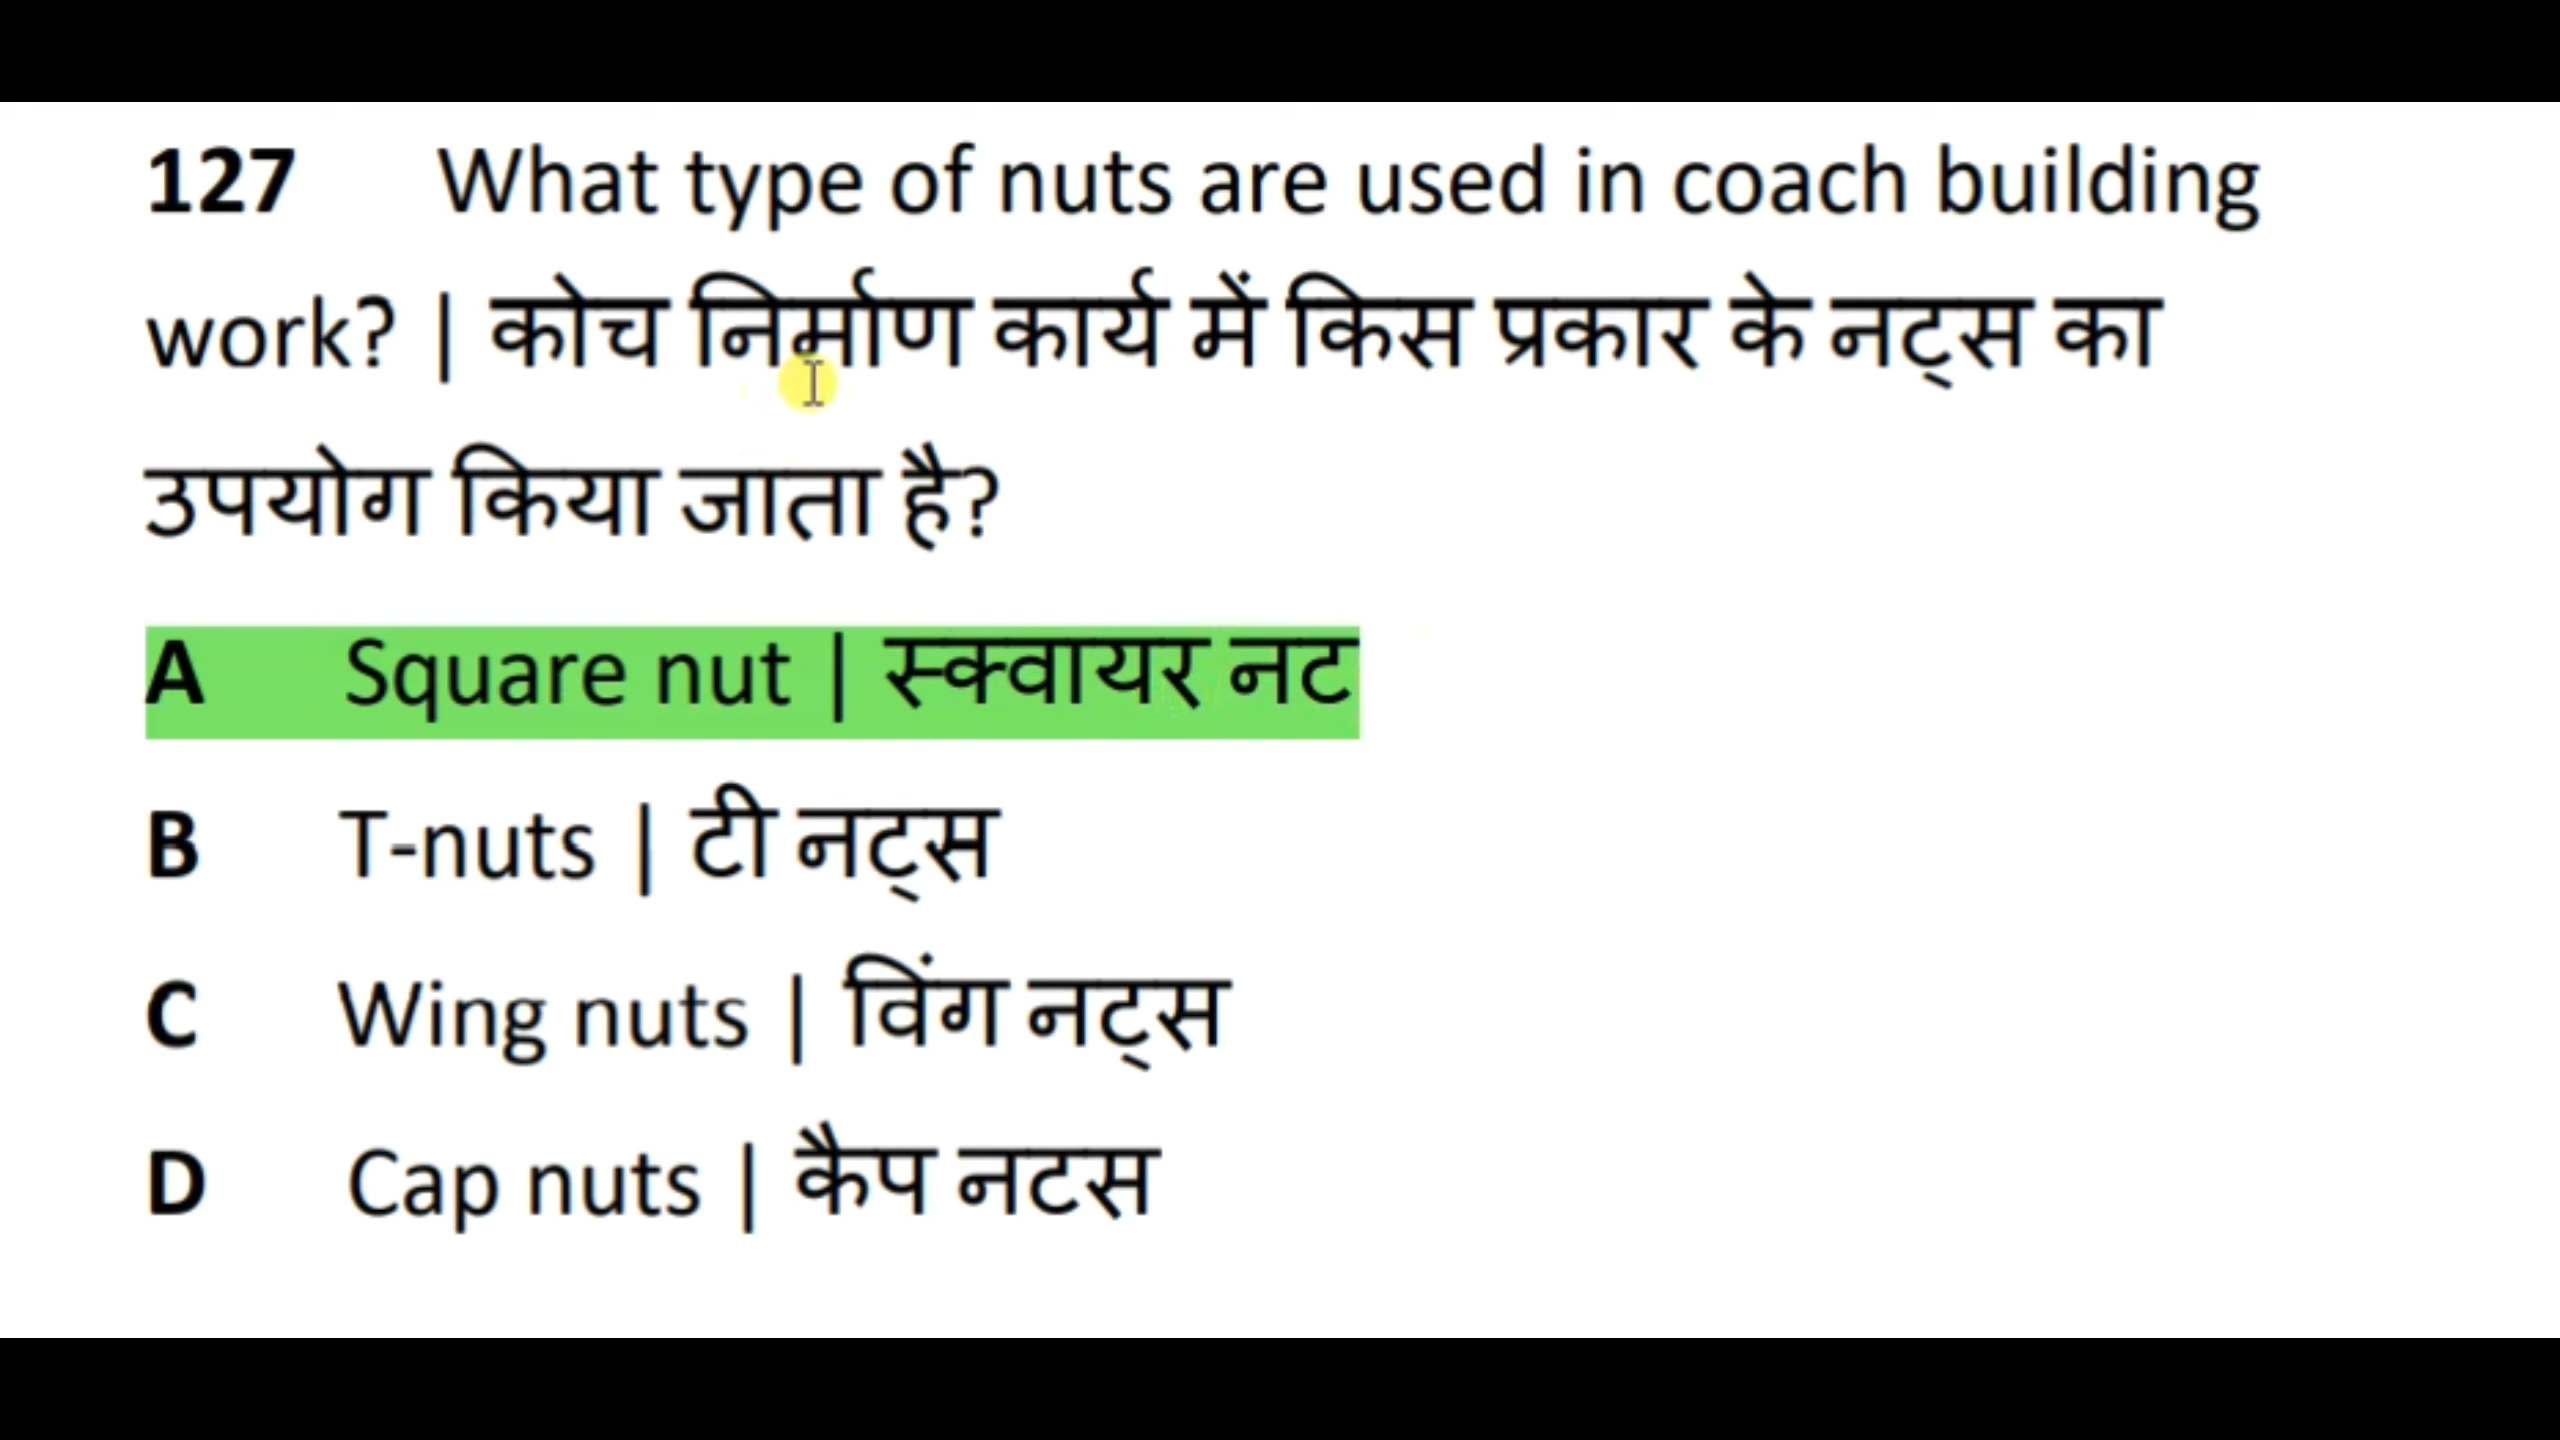 127 What type of nuts are used in coach building
work? | कोच निर्माण कार्य में किस प्रकार के नट्स का
उपयोग किया जाता है?
A Square nut | स्क्वायर नट
B T-nuts | टी नट्स
C Wing nuts | विंग नट्स
D Cap nuts | कैप नटस